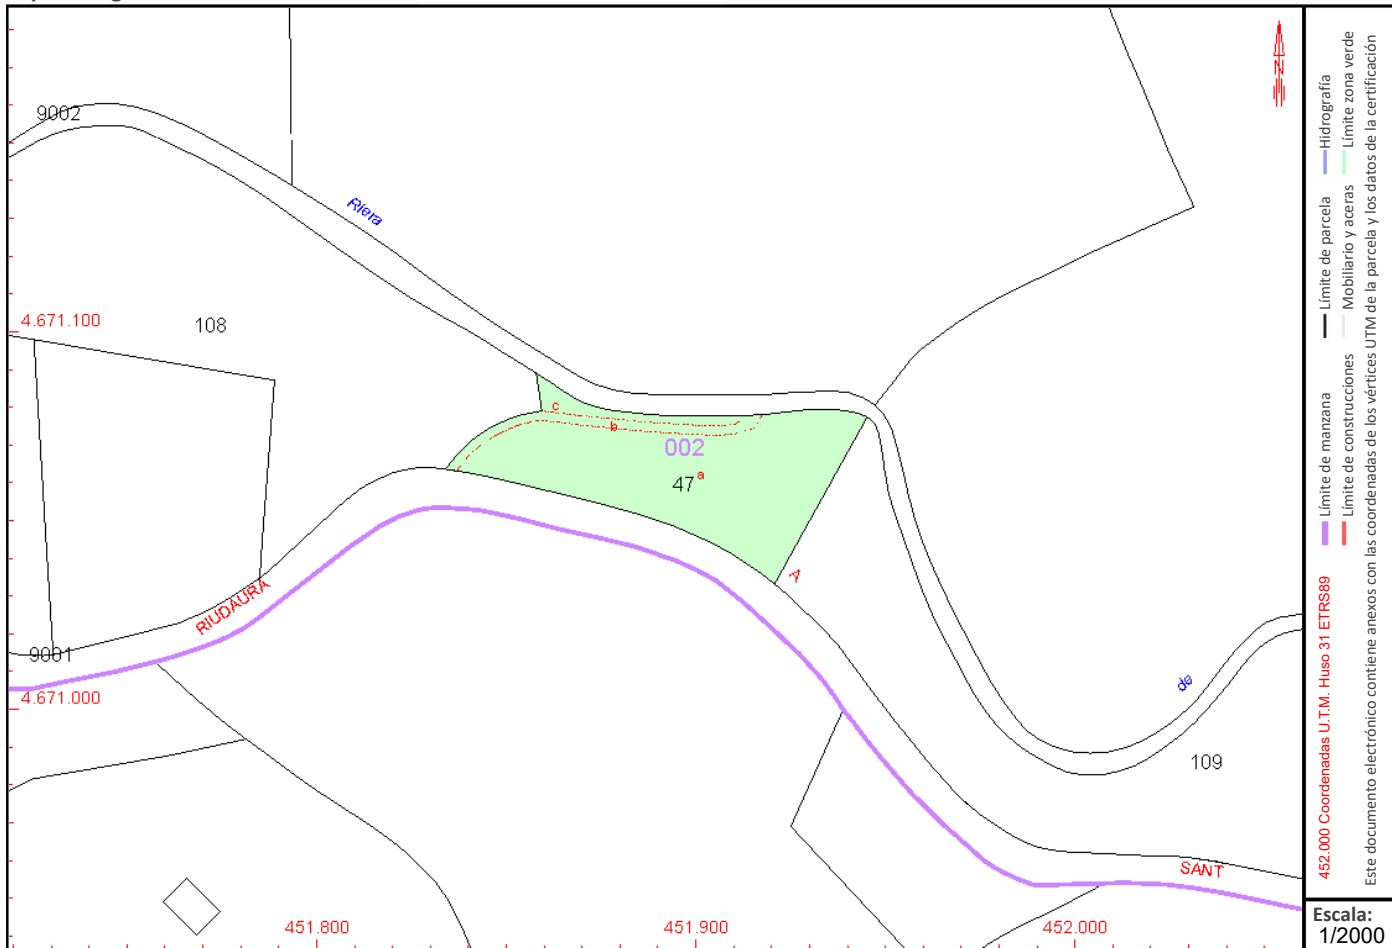 9002
Riera
4.671.100
108
c
b
002
47
a
A
RIUDAURA
9001
4.671.000
de
109
SANT
451.800
451.900
452.000
N
452.000 Coordenadas U.T.M. Huso 31 ETRS89
Límite de manzana
Límite de parcela
Hidrografía
Límite de construcciones
Mobiliario y aceras
Límite zona verde
Este documento electrónico contiene anexos con las coordenadas de los vértices UTM de la parcela y los datos de la certificación
Escala:
1/2000